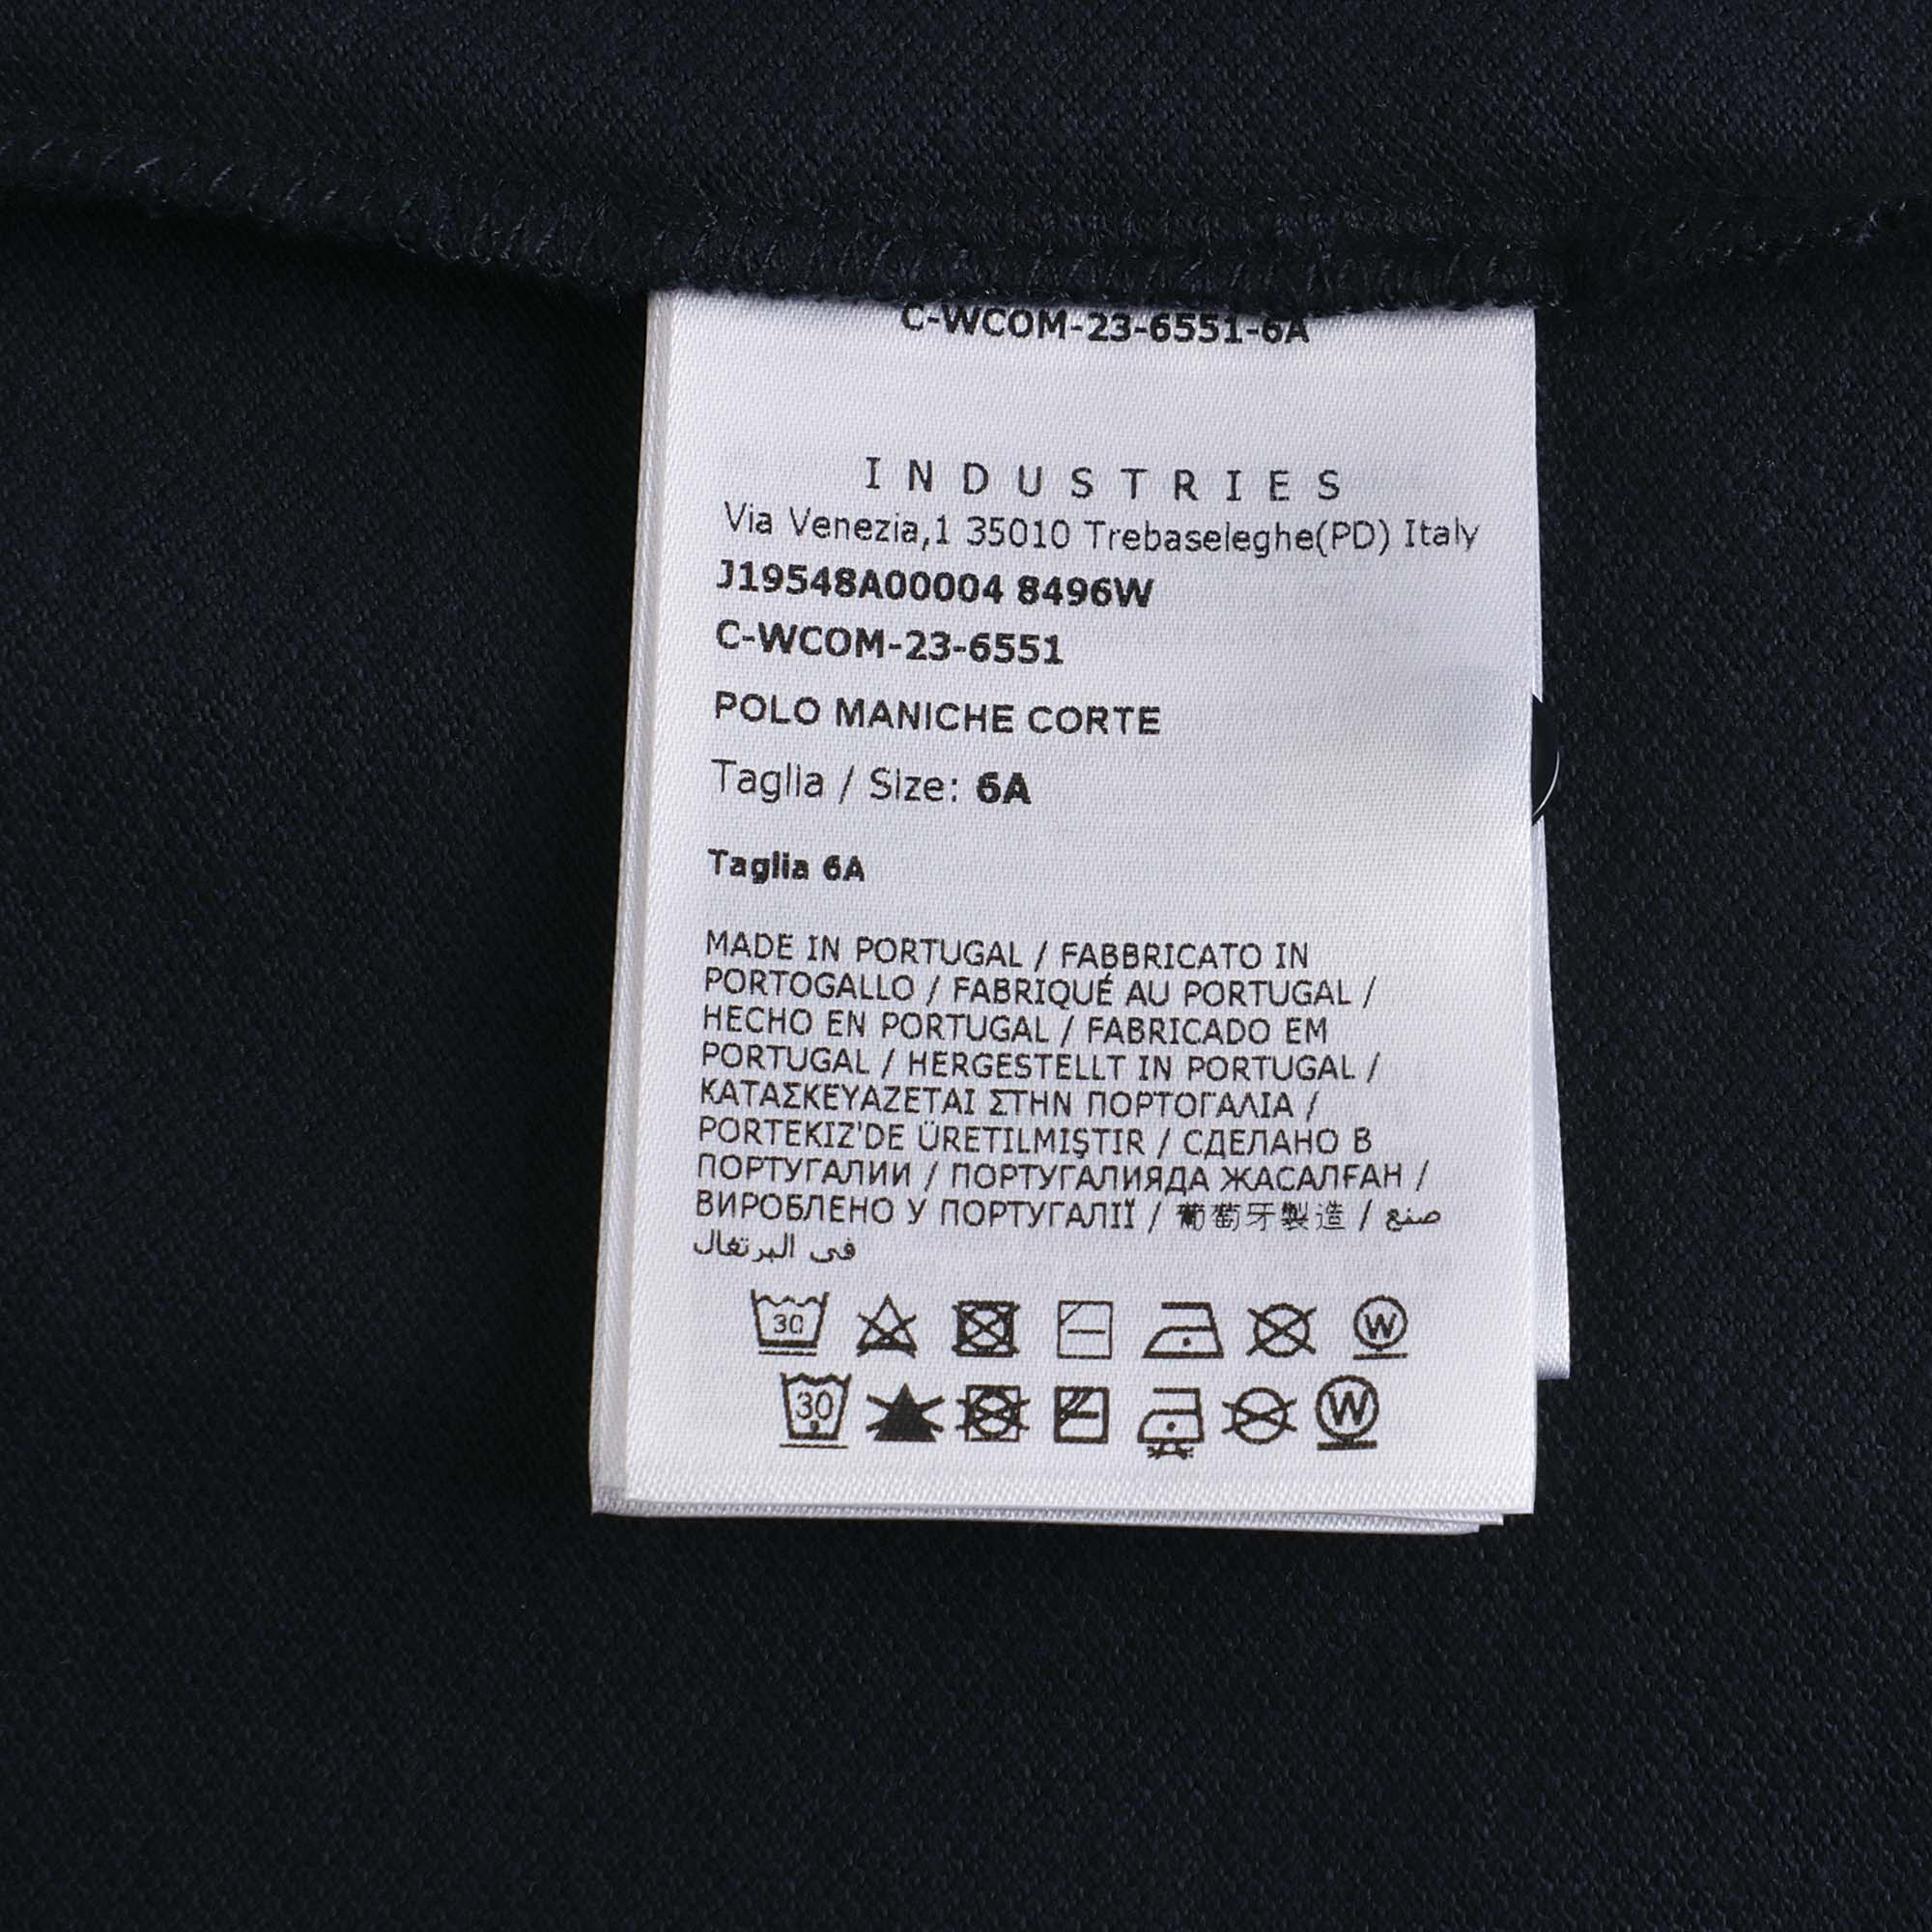 C-WCOM-23-6551-6A
INDUSTRIES
Via Venezia,1 35010 Trebaseleghe(PD) Italy
J19548A00004 8496W
C-WCOM-23-6551
POLO MANICHE CORTE
Taglia / Size: 6A
Taglia 6A
MADE IN PORTUGAL / FABBRICATO IN
PORTOGALLO / FABRIQUÉ AU PORTUGAL /
HECHO EN PORTUGAL / FABRICADO EM
PORTUGAL / HERGESTELLT IN PORTUGAL /
ΚΑΤΑΣΚΕΥΑΖΕΤΑΙ ΣΤΗΝ ΠΟΡΤΟΓΑΛΙΑ /
PORTEKIZ'DE ÜRETILMIŞTIR / СДЕЛАНО В
ПОРТУГАЛИИ / ПОРТУГАЛИЯДА ЖАСАЛҒАН /
ВИРОБЛЕНО У ПОРТУГАЛІЇ / 葡萄牙製造 / صنع
في البرتغال
30 W
30 W